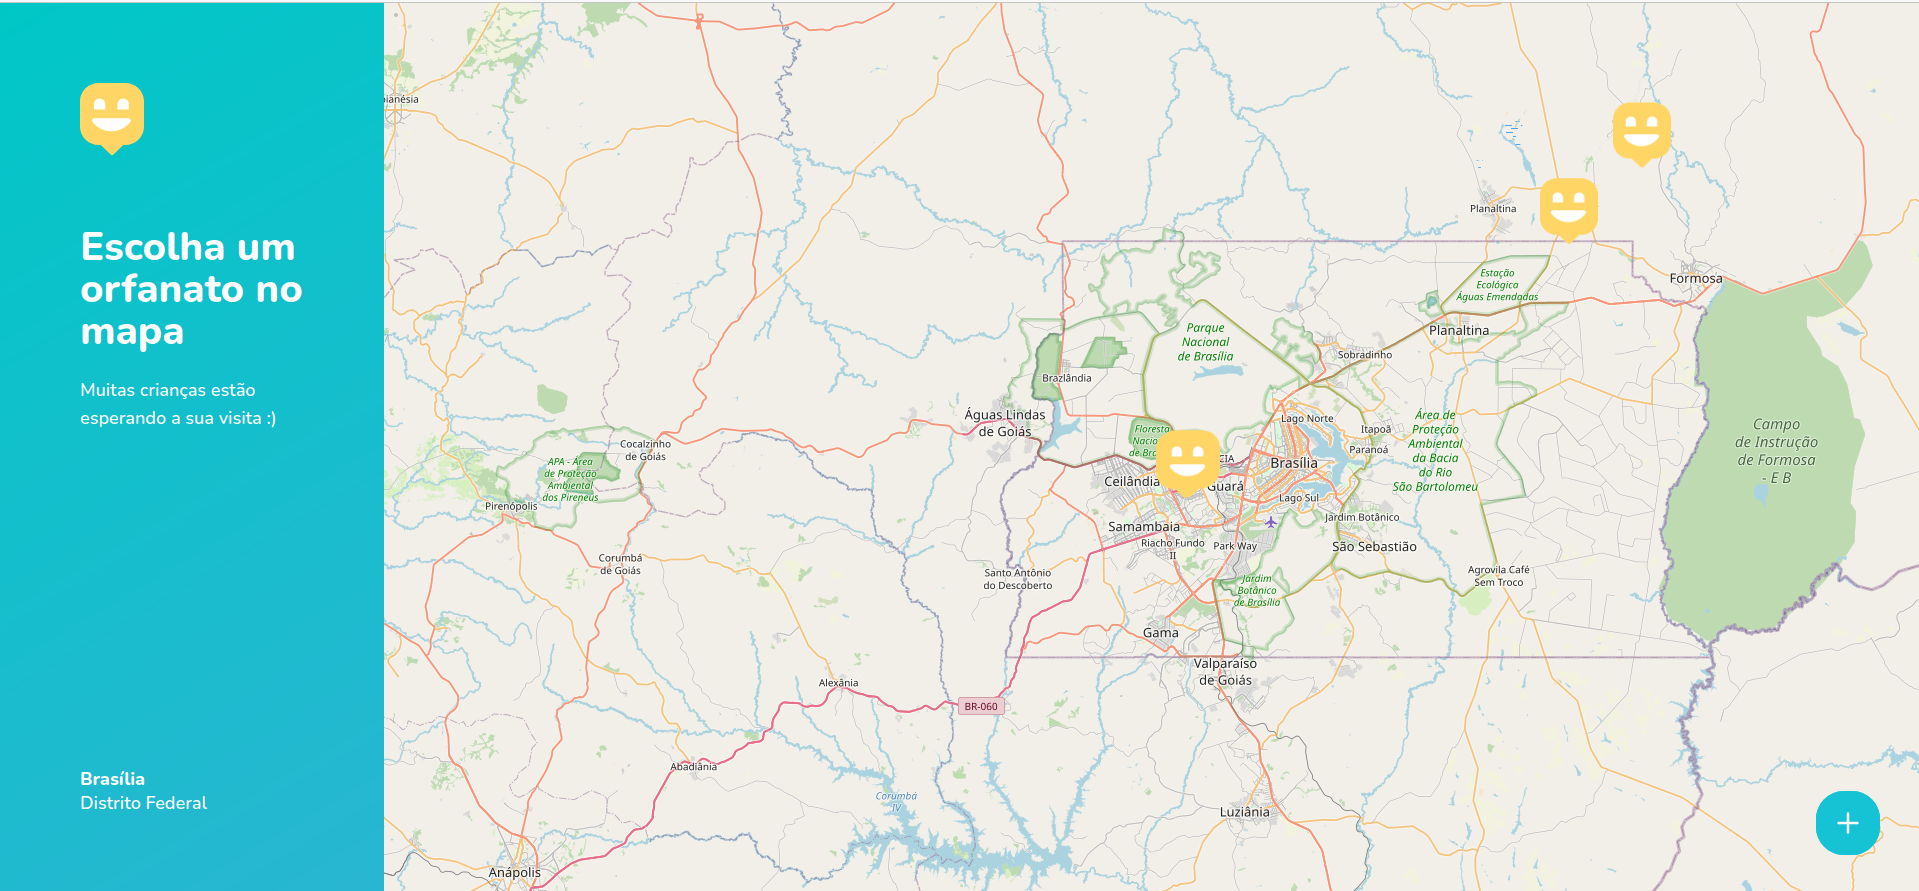 Escolha um
orfanato no
mapa
Muitas crianças estão
esperando a sua visita :)
Brasília
Distrito Federal
ianésia
Planaltina
Formosa
Estação
Ecológica
Águas Emendadas
Planaltina
Parque
Nacional
de Brasília
Sobradinho
Brazlândia
Águas Lindas
de Goiás
Lago Norte
Itapoã
Paranoá
Área de
Proteção
Ambiental
da Bacia
do Rio
São Bartolomeu
Campo
de Instrução
de Formosa
- E B
Floresta
Nacio
de Bra
CIA
Brasília
Cocalzinho
de Goiás
APA - Área
de Proteção
Ambiental
dos Pireneus
Pirenópolis
Ceilândia
Guará
Lago Sul
Jardim Botânico
Samambaia
Riacho Fundo
II
Park Way
São Sebastião
Corumbá
de Goiás
Santo Antônio
do Descoberto
Agrovila Café
Sem Troco
Jardim
Botânico
de Brasília
Gama
Valparaíso
de Goiás
Alexânia
BR-060
Abadiânia
Corumbá
IV
Luziânia
Anápolis